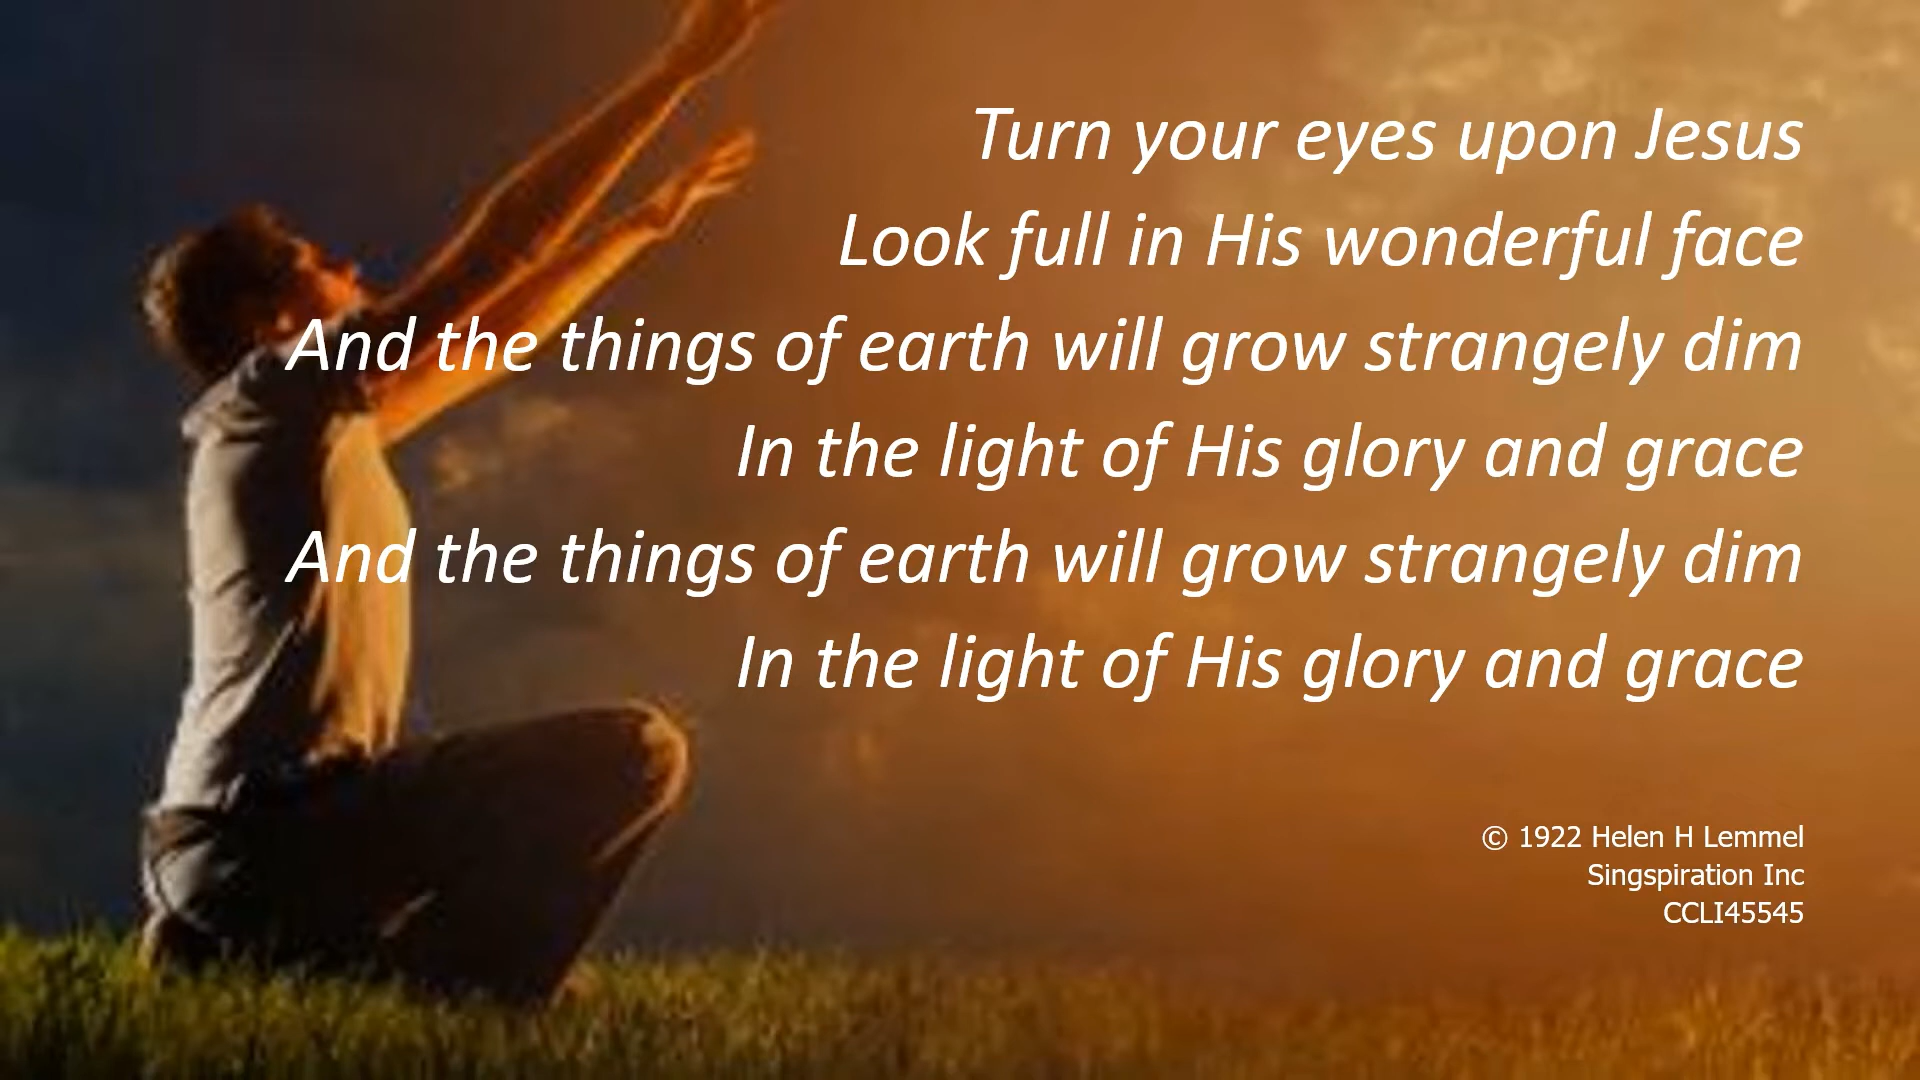 Turn your eyes upon Jesus
Look full in His wonderful face
And the things of earth will grow strangely dim
In the light of His glory and grace
And the things of earth will grow strangely dim
In the light of His glory and grace
© 1922 Helen H Lemmel
Singspiration Inc
CCLI45545